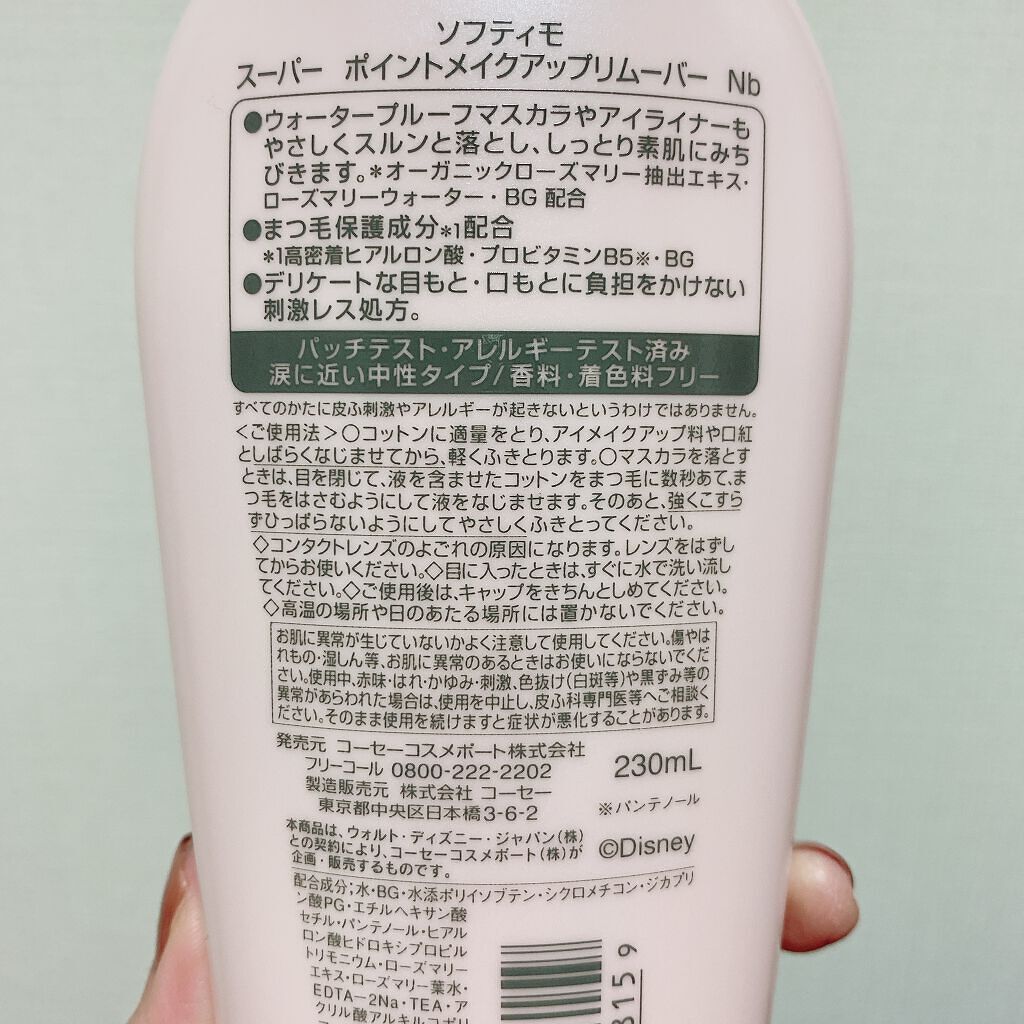 ソフティモ
スーパー ポイントメイクアップリムーバー Nb
●ウォータープルーフマスカラやアイライナーも
やさしくスルンと落とし、しっとり素肌にみち
びきます。*オーガニックローズマリー抽出エキス・
ローズマリーウォーター・BG 配合
●まつ毛保護成分*1配合
*1高密着ヒアルロン酸・プロビタミンB5※・BG
●デリケートな目もと・口もとに負担をかけない
刺激レス処方。
パッチテスト・アレルギーテスト済み
涙に近い中性タイプ/香料・着色料フリー
すべてのかたに皮ふ刺激やアレルギーが起きないというわけではありません。
<ご使用法>○コットンに適量をとり、アイメイクアップ料や口紅
としばらくなじませてから、軽くふきとります。○マスカラを落とす
ときは、目を閉じて、液を含ませたコットンをまつ毛に数秒あて、ま
つ毛をはさむようにして液をなじませます。そのあと、強くこすら
ずひっぱらないようにしてやさしくふきとってください。
◇コンタクトレンズのよごれの原因になります。レンズをはずし
てからお使いください。◇目に入ったときは、すぐに水で洗い流し
てください。◇ご使用後は、キャップをきちんとしめてください。
◇高温の場所や日のあたる場所には置かないでください。
お肌に異常が生じていないかよく注意して使用してください。傷やは
れもの・湿しん等、お肌に異常のあるときはお使いにならないでくだ
さい。使用中、赤味・はれ・かゆみ・刺激、色抜け(白斑等)や黒ずみ等の
異常があらわれた場合は、使用を中止し、皮ふ科専門医等へご相談く
ださい。そのまま使用を続けますと症状が悪化することがあります。
発売元 コーセーコスメポート株式会社
フリーコール 0800-222-2202
製造販売元 株式会社 コーセー
東京都中央区日本橋3-6-2
230mL
※パンテノール
本商品は、ウォルト・ディズニー・ジャパン(株)
との契約により、コーセーコスメポート(株)が
企画・販売するものです。
©Disney
配合成分;水・BG・水添ポリイソブテン・シクロメチコン・ジカプリ
ン酸PG・エチルヘキサン酸
セチル・パンテノール・ヒアル
ロン酸ヒドロキシプロピル
トリモニウム・ローズマリー
エキス・ローズマリー葉水・
EDTA-2Na・TEA・ア
クリル酸アルキルコポリ
8159